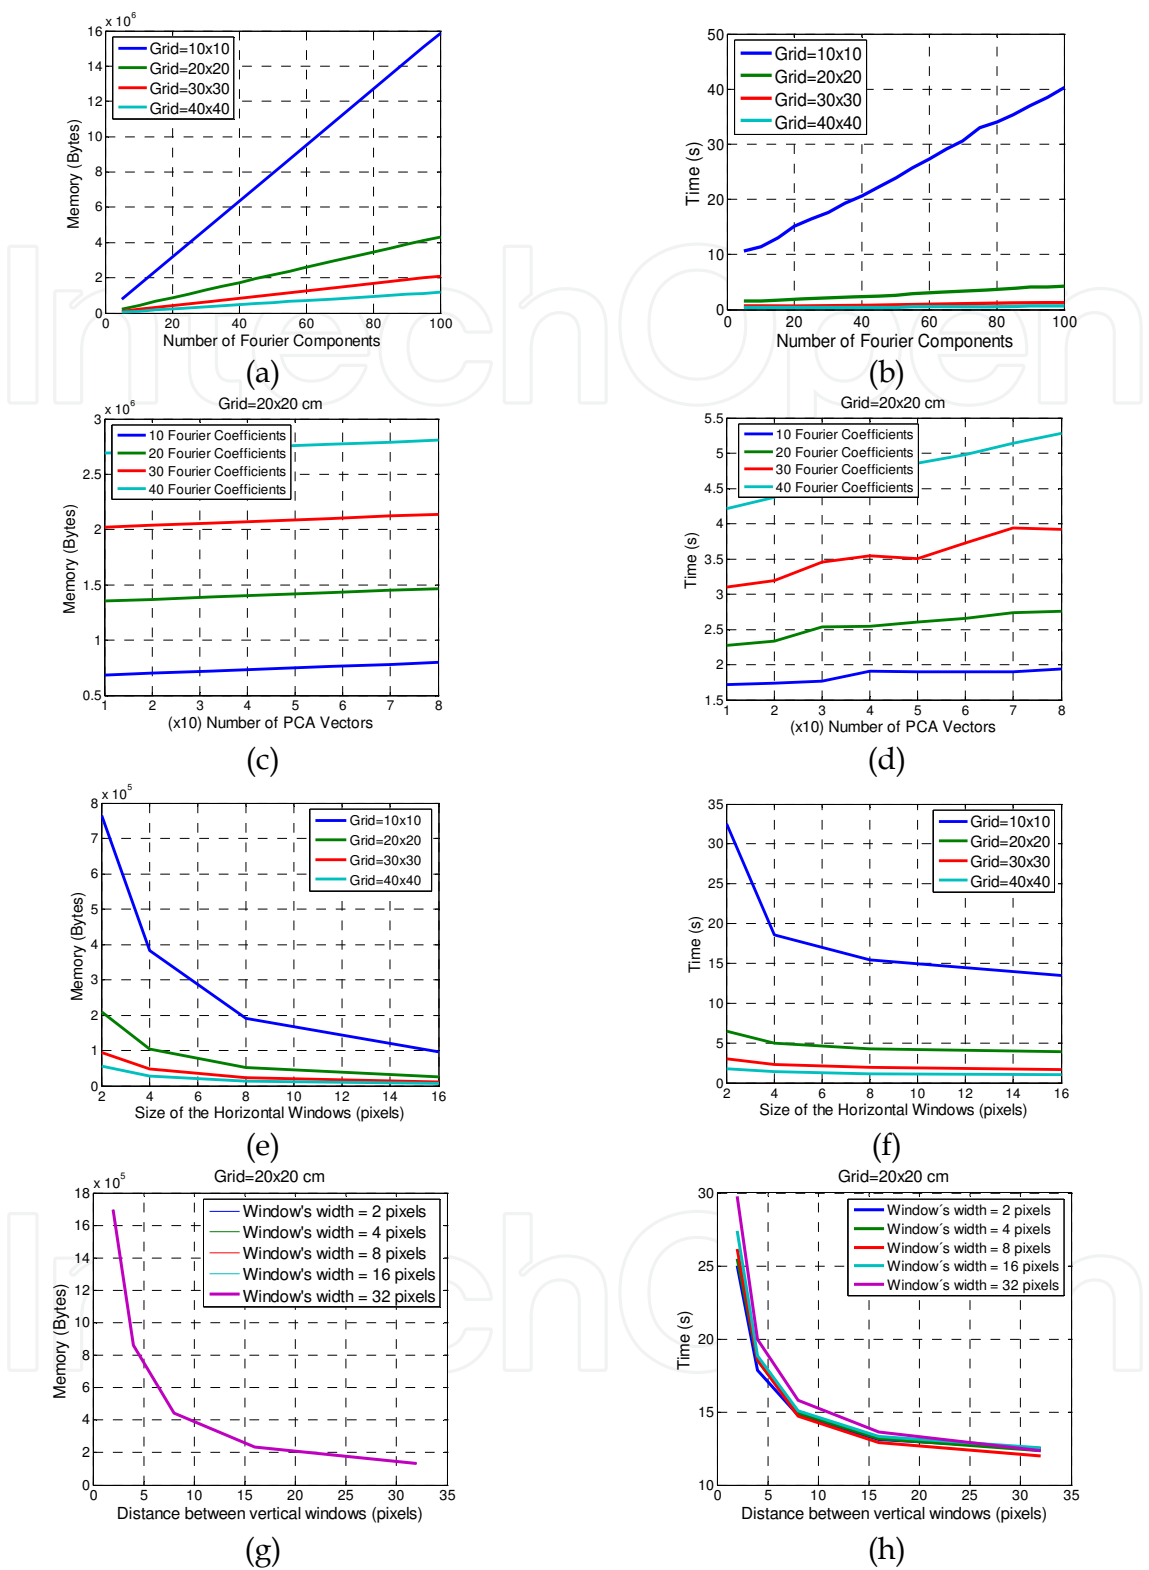 x 10^6
16
14
12
10
8
6
4
2
0
0 20 40 60 80 100
Memory (Bytes)
Number of Fourier Components
Grid=10x10
Grid=20x20
Grid=30x30
Grid=40x40
(a)
50
40
30
20
10
0
0 20 40 60 80 100
Time (s)
Number of Fourier Components
Grid=10x10
Grid=20x20
Grid=30x30
Grid=40x40
(b)
Grid=20x20 cm
x 10^6
3
2.5
2
1.5
1
0.5
1 2 3 4 5 6 7 8
Memory (Bytes)
(x10) Number of PCA Vectors
10 Fourier Coefficients
20 Fourier Coefficients
30 Fourier Coefficients
40 Fourier Coefficients
(c)
Grid=20x20 cm
5.5
5
4.5
4
3.5
3
2.5
2
1.5
1 2 3 4 5 6 7 8
Time (s)
(x10) Number of PCA Vectors
10 Fourier Coefficients
20 Fourier Coefficients
30 Fourier Coefficients
40 Fourier Coefficients
(d)
x 10^5
8
7
6
5
4
3
2
1
0
2 4 6 8 10 12 14 16
Memory (Bytes)
Size of the Horizontal Windows (pixels)
Grid=10x10
Grid=20x20
Grid=30x30
Grid=40x40
(e)
35
30
25
20
15
10
5
0
2 4 6 8 10 12 14 16
Time (s)
Size of the Horizontal Windows (pixels)
Grid=10x10
Grid=20x20
Grid=30x30
Grid=40x40
(f)
Grid=20x20 cm
x 10^5
18
16
14
12
10
8
6
4
2
0
0 5 10 15 20 25 30 35
Memory (Bytes)
Distance between vertical windows (pixels)
Window's width = 2 pixels
Window's width = 4 pixels
Window's width = 8 pixels
Window's width = 16 pixels
Window's width = 32 pixels
(g)
Grid=20x20 cm
30
25
20
15
10
0 5 10 15 20 25 30 35
Time (s)
Distance between vertical windows (pixels)
Window´s width = 2 pixels
Window´s width = 4 pixels
Window´s width = 8 pixels
Window´s width = 16 pixels
Window´s width = 32 pixels
(h)
IntechOpen
IntechOpen